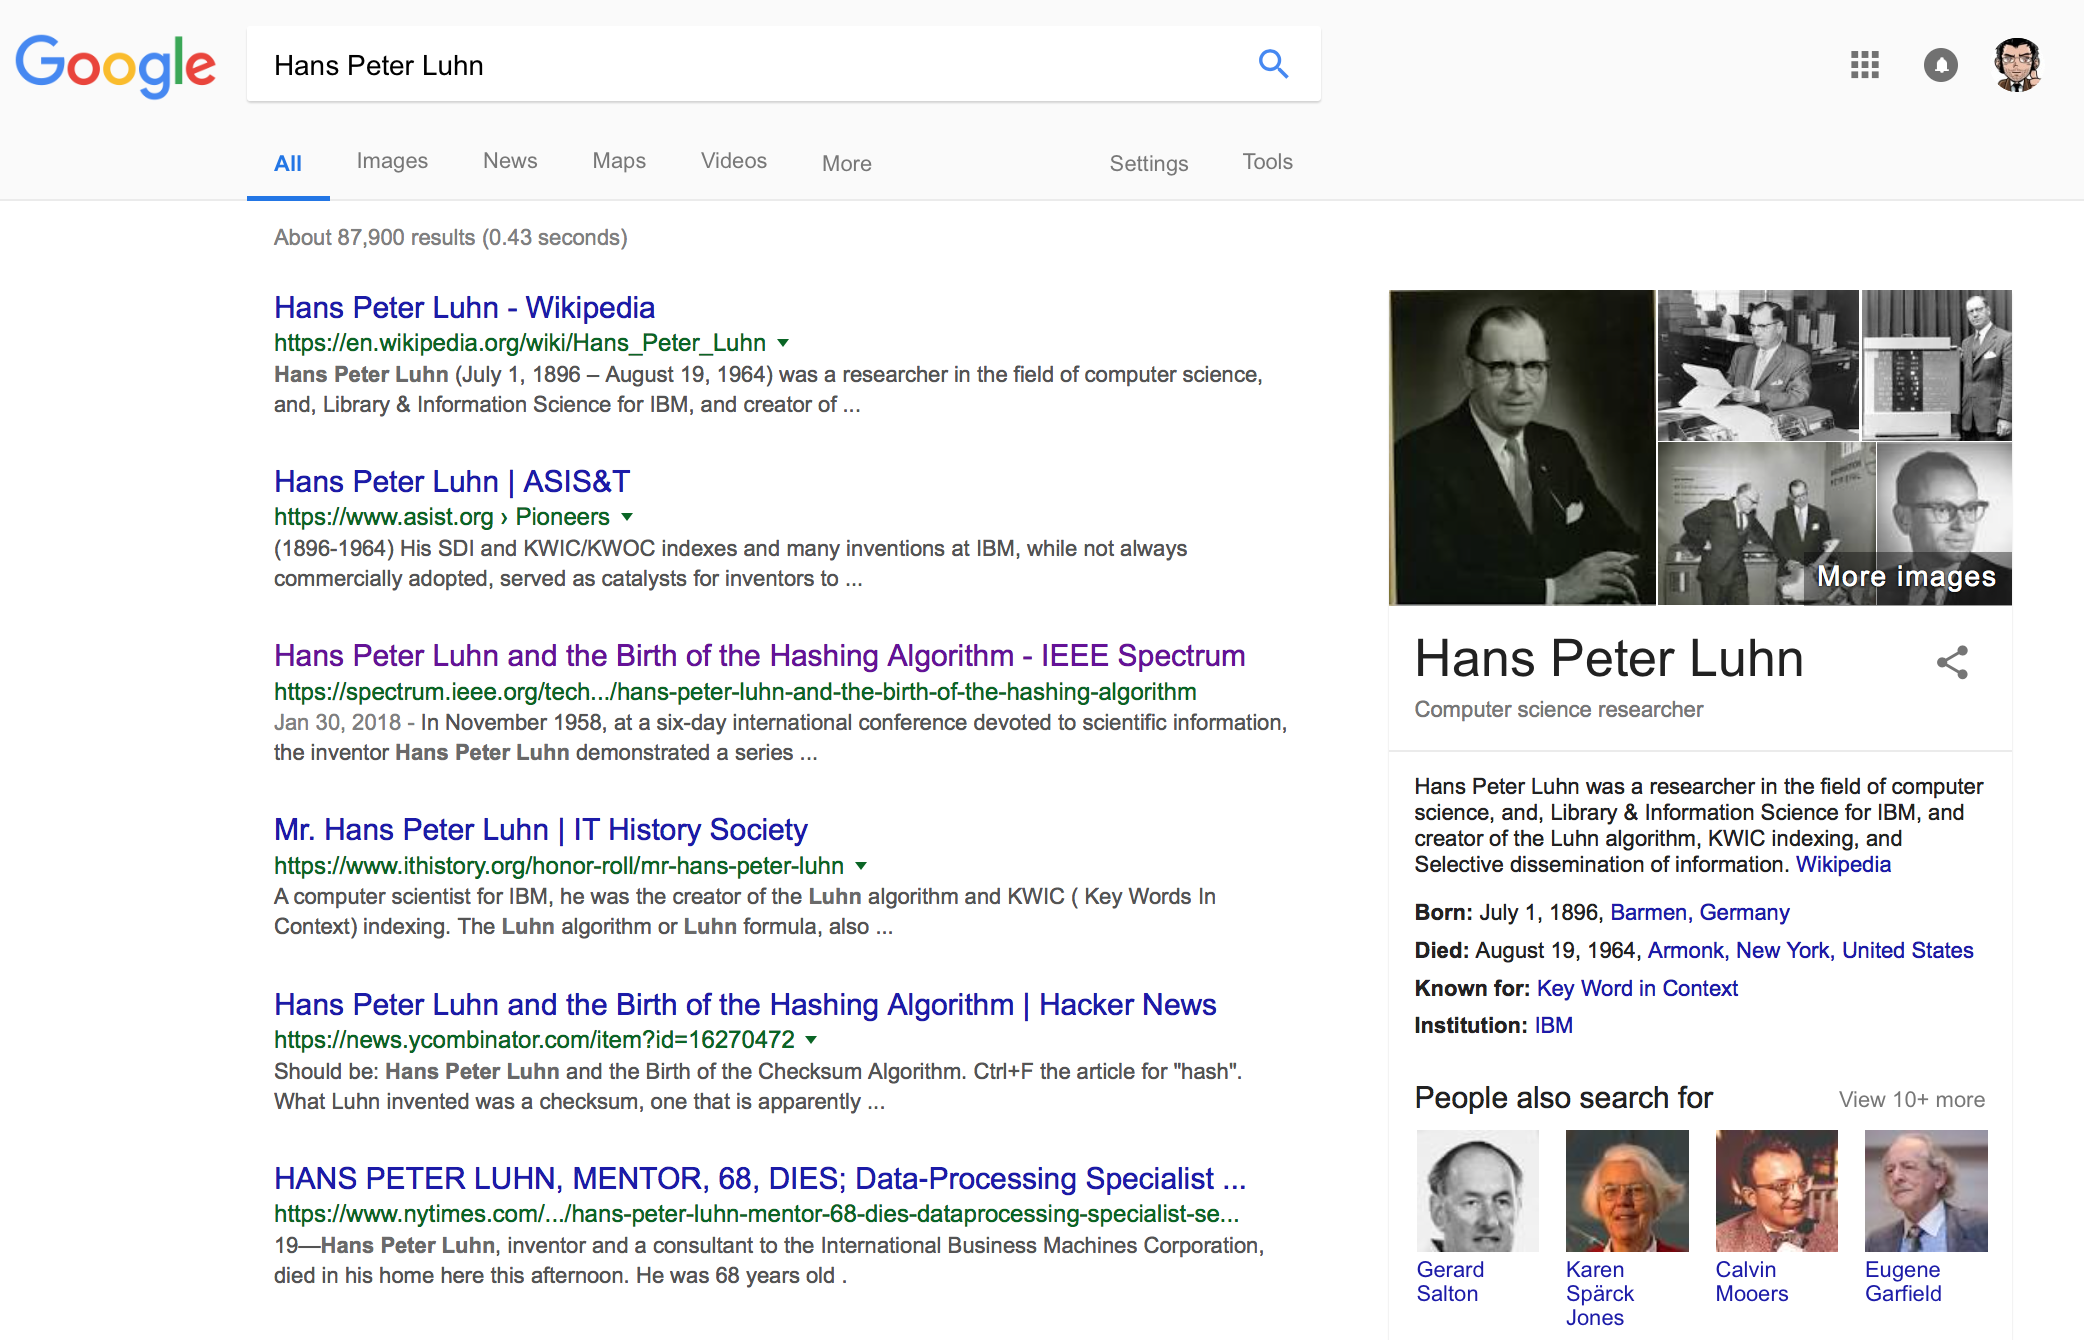 Google
Hans Peter Luhn
All Images News Maps Videos More Settings Tools
About 87,900 results (0.43 seconds)
Hans Peter Luhn - Wikipedia
https://en.wikipedia.org/wiki/Hans_Peter_Luhn
Hans Peter Luhn (July 1, 1896 – August 19, 1964) was a researcher in the field of computer science,
and, Library & Information Science for IBM, and creator of ...
Hans Peter Luhn | ASIS&T
https://www.asist.org › Pioneers
(1896-1964) His SDI and KWIC/KWOC indexes and many inventions at IBM, while not always
commercially adopted, served as catalysts for inventors to ...
Hans Peter Luhn and the Birth of the Hashing Algorithm - IEEE Spectrum
https://spectrum.ieee.org/tech.../hans-peter-luhn-and-the-birth-of-the-hashing-algorithm
Jan 30, 2018 - In November 1958, at a six-day international conference devoted to scientific information,
the inventor Hans Peter Luhn demonstrated a series ...
Mr. Hans Peter Luhn | IT History Society
https://www.ithistory.org/honor-roll/mr-hans-peter-luhn
A computer scientist for IBM, he was the creator of the Luhn algorithm and KWIC ( Key Words In
Context) indexing. The Luhn algorithm or Luhn formula, also ...
Hans Peter Luhn and the Birth of the Hashing Algorithm | Hacker News
https://news.ycombinator.com/item?id=16270472
Should be: Hans Peter Luhn and the Birth of the Checksum Algorithm. Ctrl+F the article for "hash".
What Luhn invented was a checksum, one that is apparently ...
HANS PETER LUHN, MENTOR, 68, DIES; Data-Processing Specialist ...
https://www.nytimes.com/.../hans-peter-luhn-mentor-68-dies-dataprocessing-specialist-se...
19—Hans Peter Luhn, inventor and a consultant to the International Business Machines Corporation,
died in his home here this afternoon. He was 68 years old .
More images
Hans Peter Luhn
Computer science researcher
Hans Peter Luhn was a researcher in the field of computer
science, and, Library & Information Science for IBM, and
creator of the Luhn algorithm, KWIC indexing, and
Selective dissemination of information. Wikipedia
Born: July 1, 1896, Barmen, Germany
Died: August 19, 1964, Armonk, New York, United States
Known for: Key Word in Context
Institution: IBM
People also search for View 10+ more
Gerard
Salton
Karen
Spärck
Jones
Calvin
Mooers
Eugene
Garfield